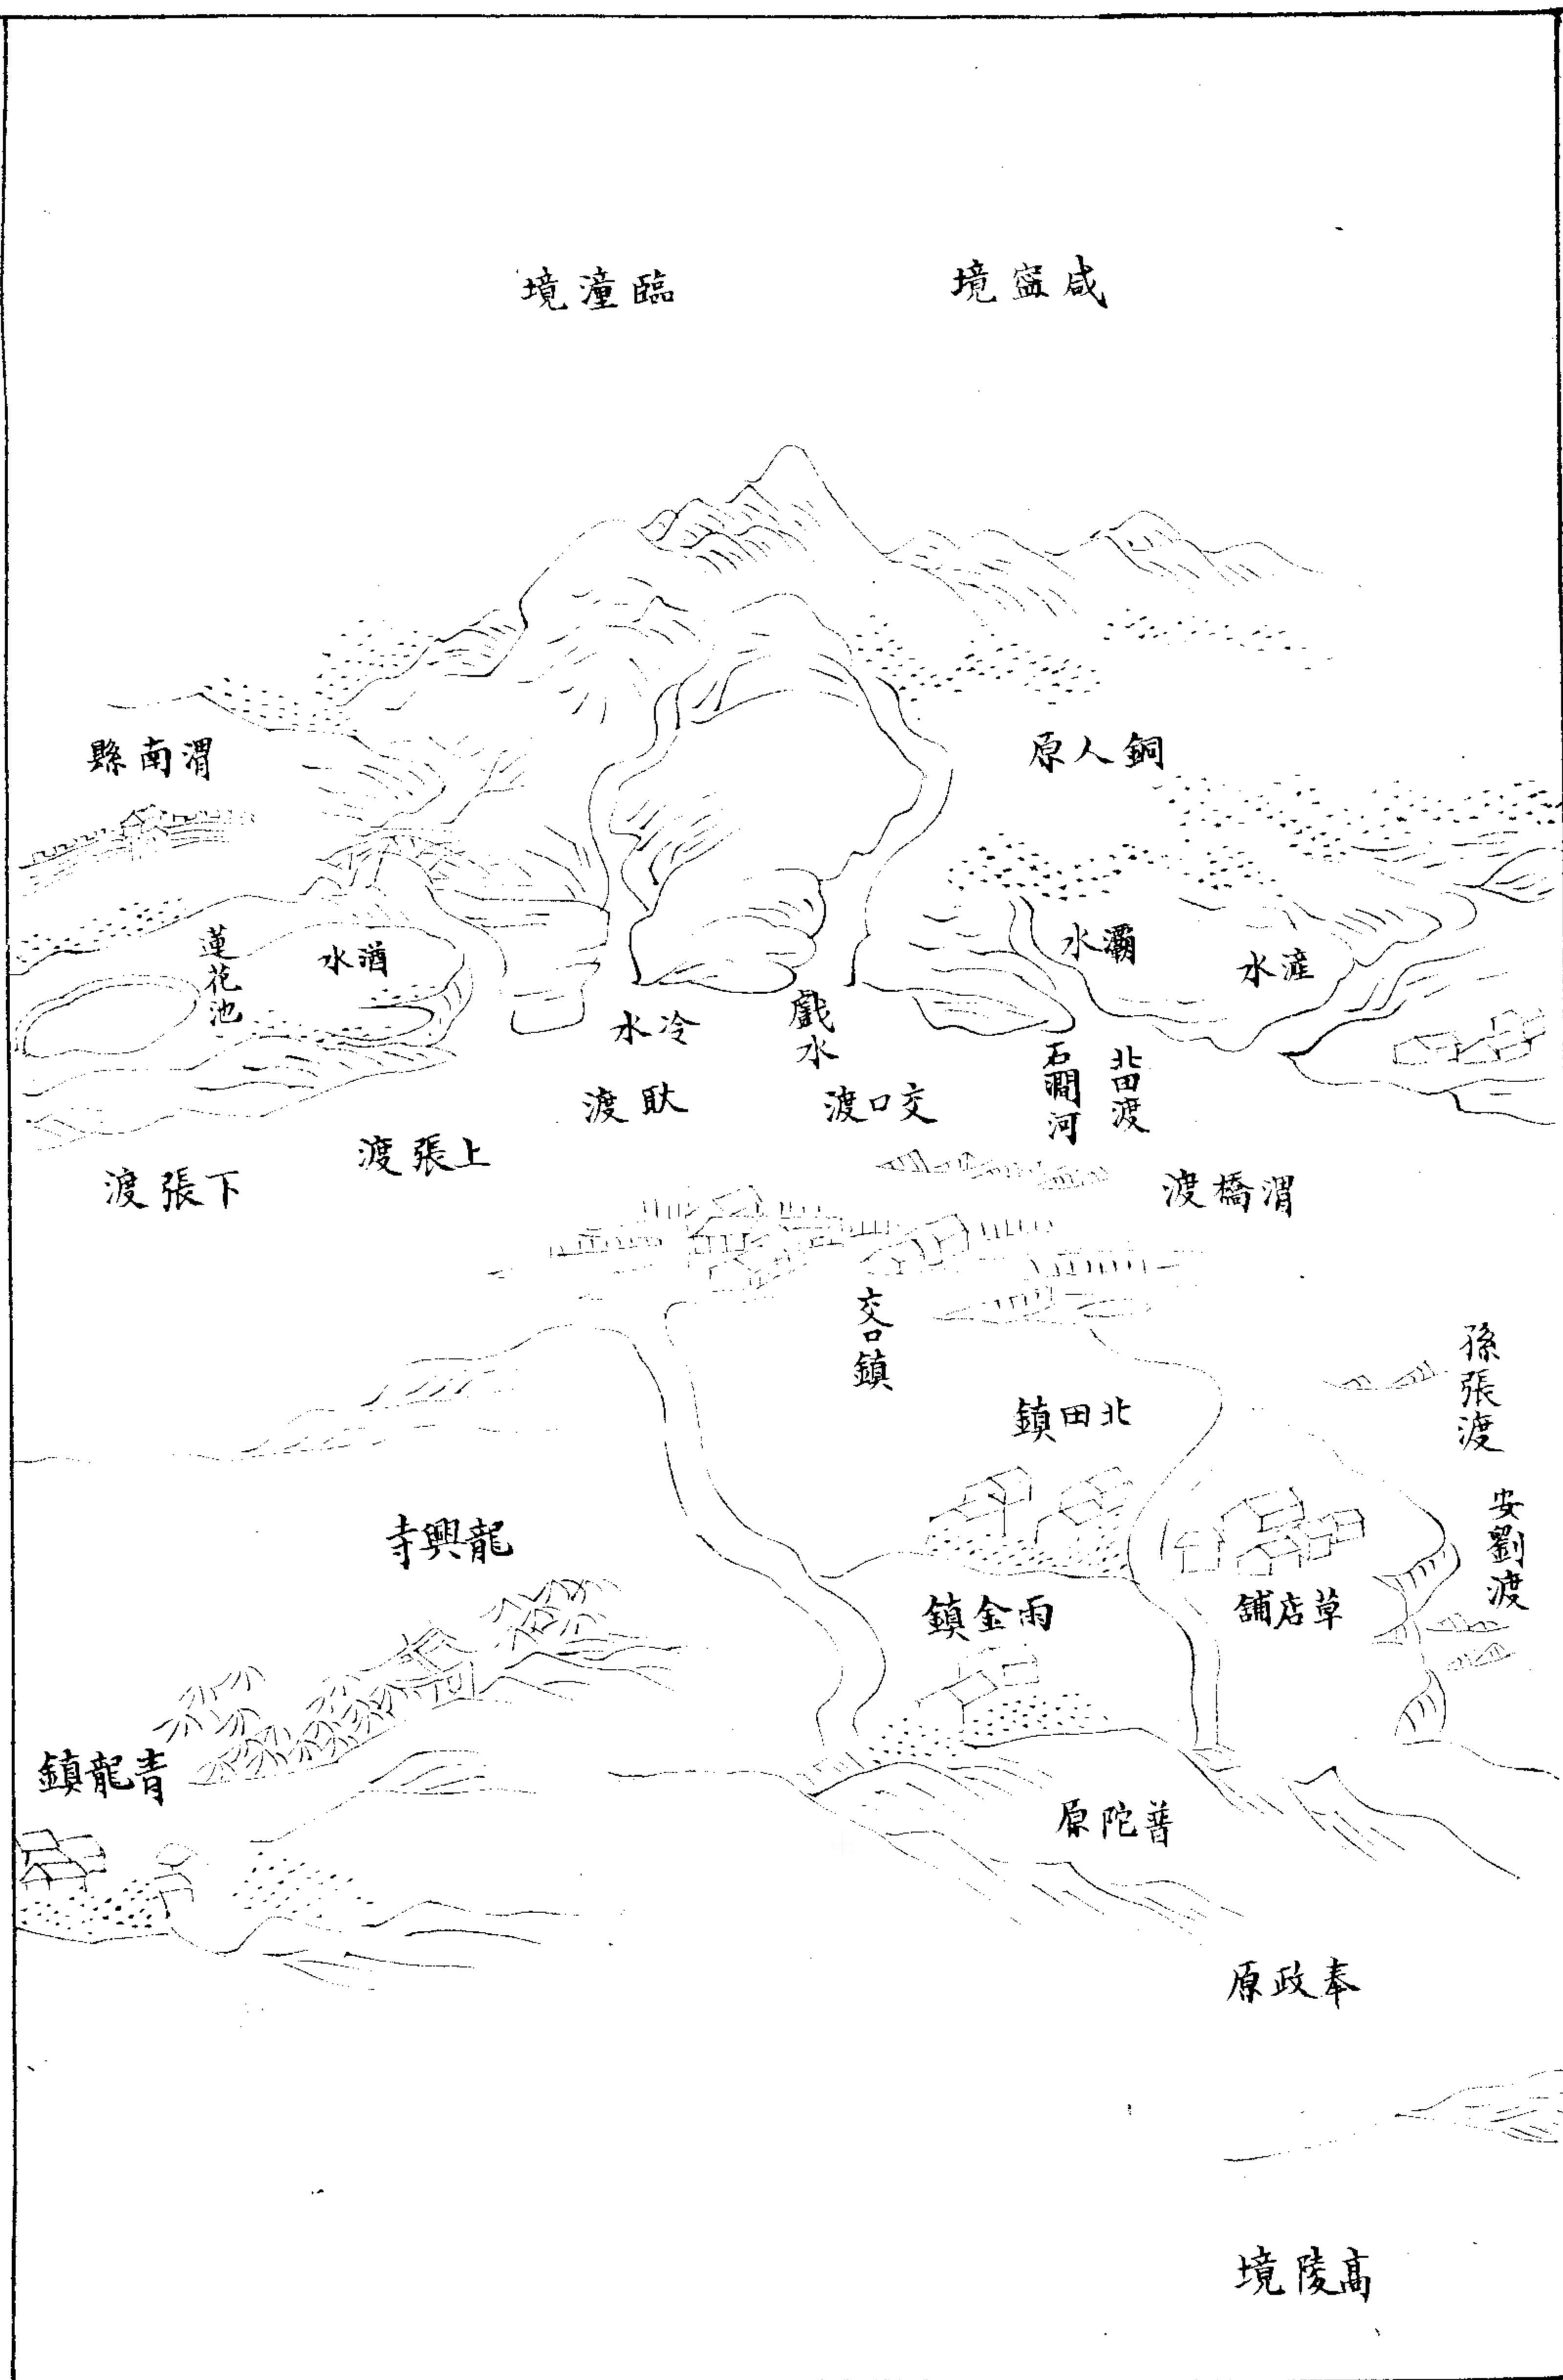 咸寧境
臨潼境
銅人原
渭南縣
滻水
灞水
湭水
蓮花池
戲水
冷水
石澗河
北田渡
交口渡
耿渡
上張渡
下張渡
渭橋渡
交口鎮
孫張渡
北田鎮
安劉渡
龍興寺
草店舖
雨金鎮
青龍鎮
普陀原
奉政原
高陵境